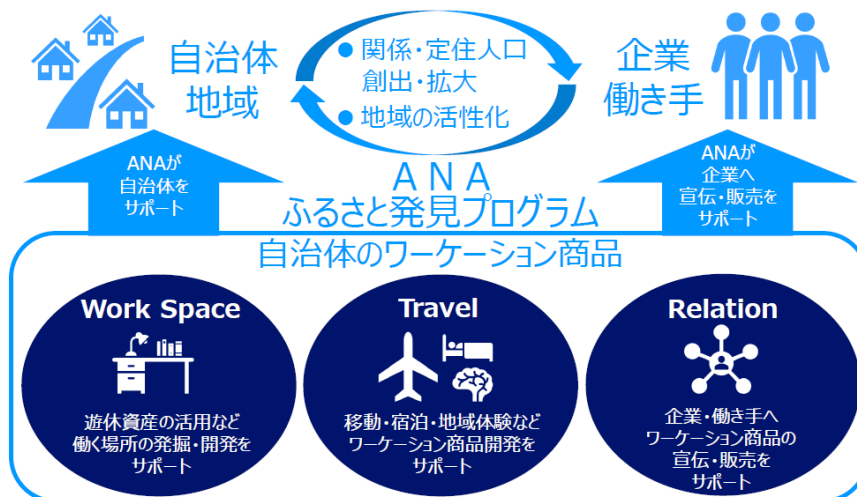 自治体
地域
● 関係・定住人口
創出・拡大
● 地域の活性化
企業
働き手
ANAが
自治体を
サポート
ANA
ふるさと発見プログラム
ANAが
企業へ
宣伝・販売を
サポート
自治体のワーケーション商品
Work Space
遊休資産の活用など
働く場所の発掘・開発を
サポート
Travel
移動・宿泊・地域体験など
ワーケーション商品開発を
サポート
Relation
企業・働き手へ
ワーケーション商品の
宣伝・販売を
サポート